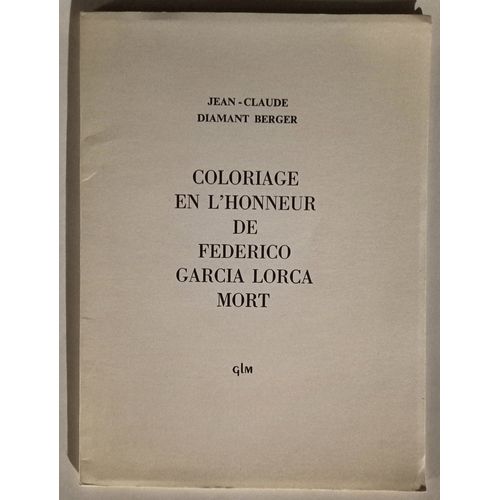 JEAN-CLAUDE
DIAMANT BERGER
COLORIAGE
EN L'HONNEUR
DE
FEDERICO
GARCIA LORCA
MORT
GLM